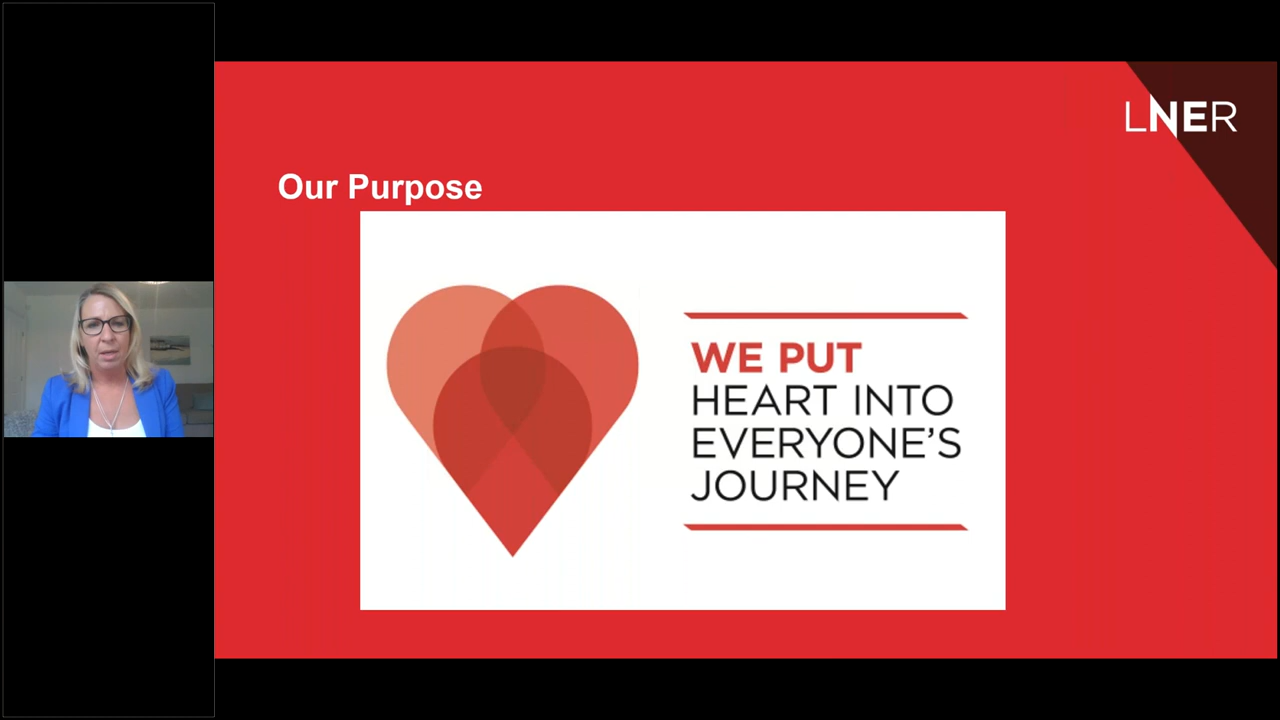 LNER
Our Purpose
WE PUT
HEART INTO
EVERYONE'S
JOURNEY